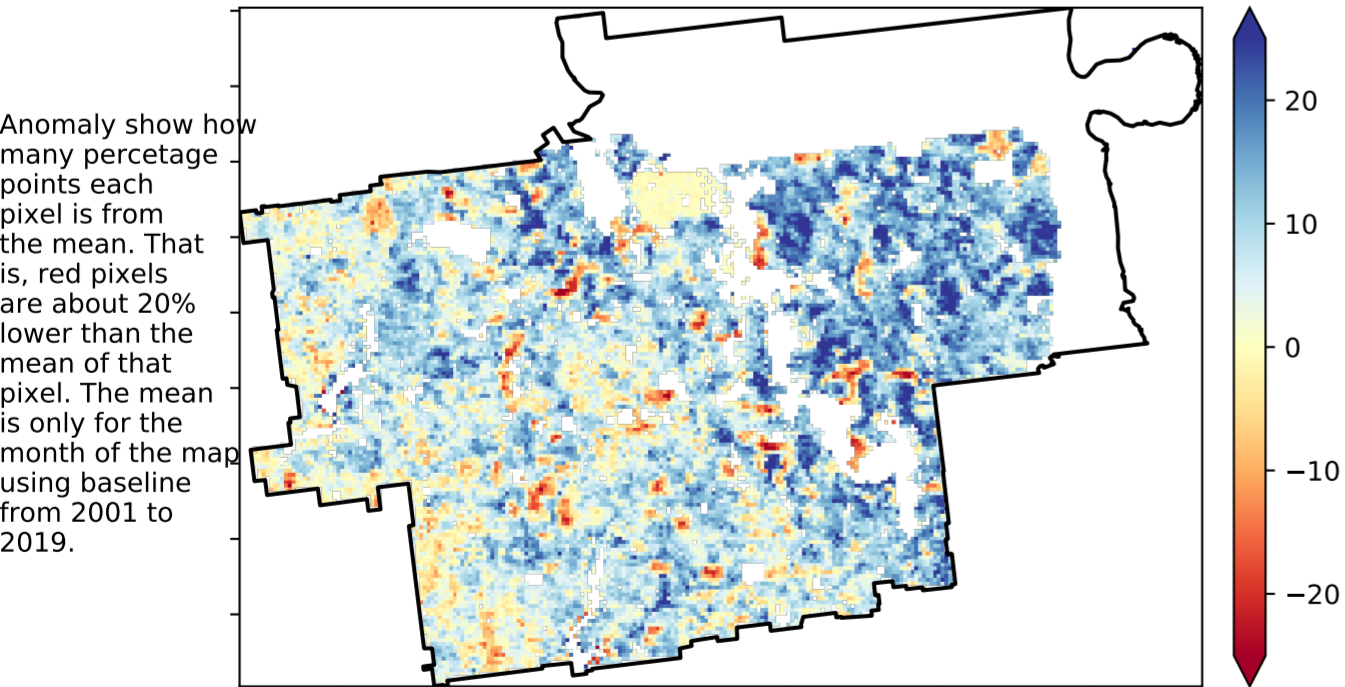 Anomaly show how
many percetage
points each
pixel is from
the mean. That
is, red pixels
are about 20%
lower than the
mean of that
pixel. The mean
is only for the
month of the map
using baseline
from 2001 to
2019.
20
10
0
−10
−20